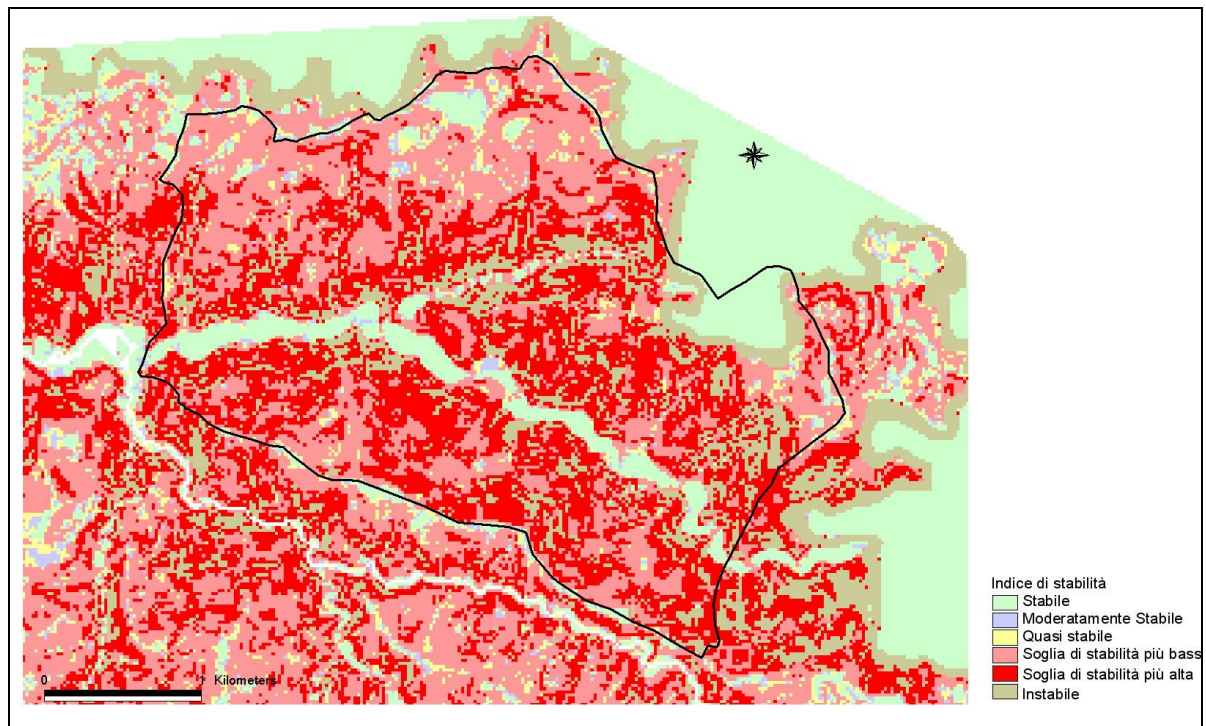 Indice di stabilità
Stabile
Moderatamente Stabile
Quasi stabile
Soglia di stabilità più bass
Soglia di stabilità più alta
Instabile
0 1 Kilometers